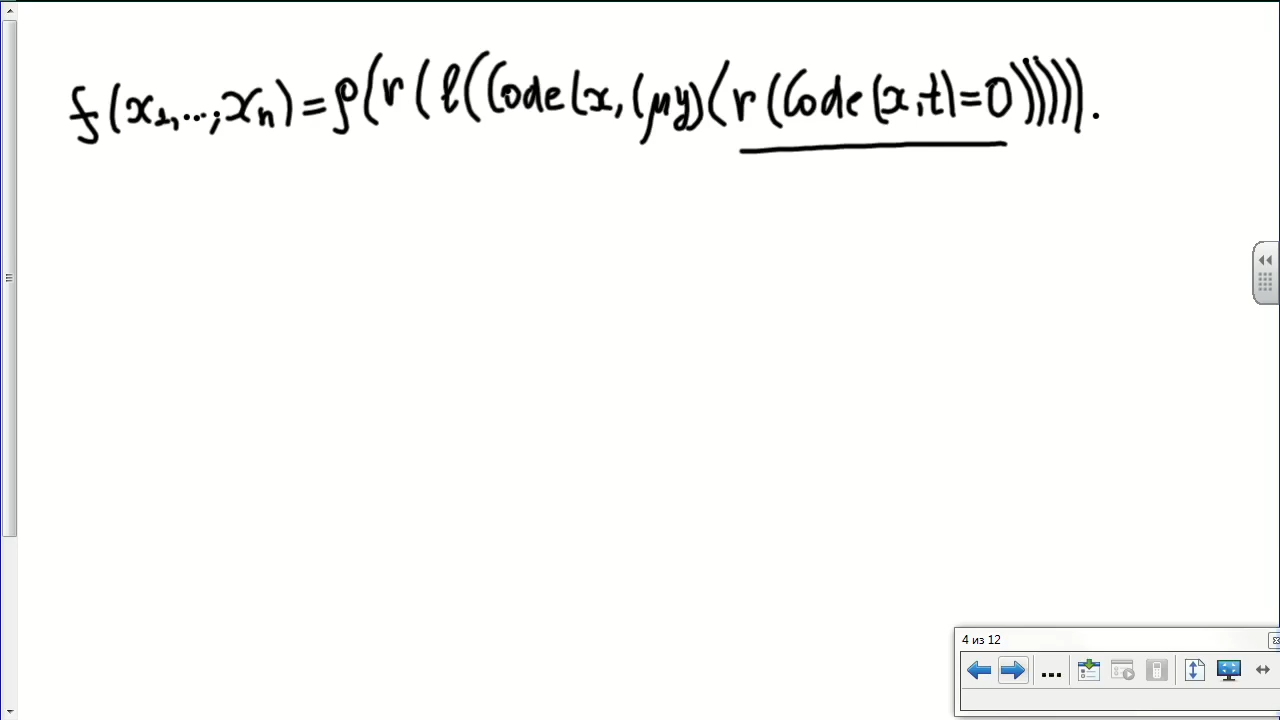 f(x₁,...,xₙ)=ρ(r(l(Code(x,(μy)(r(Code(x,t)=0)))))).
4 из 12